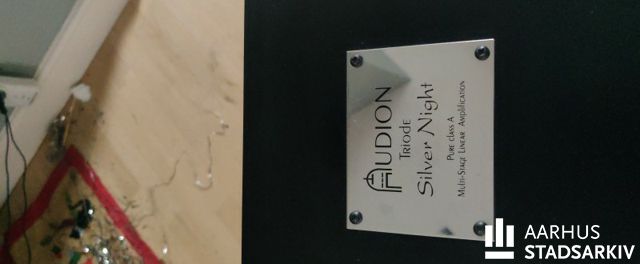 AUDION
TRIODE
Silver Night
PURE CLASS A
MULTI-STAGE LINEAR AMPLIFICATION
AARHUS
STADSARKIV